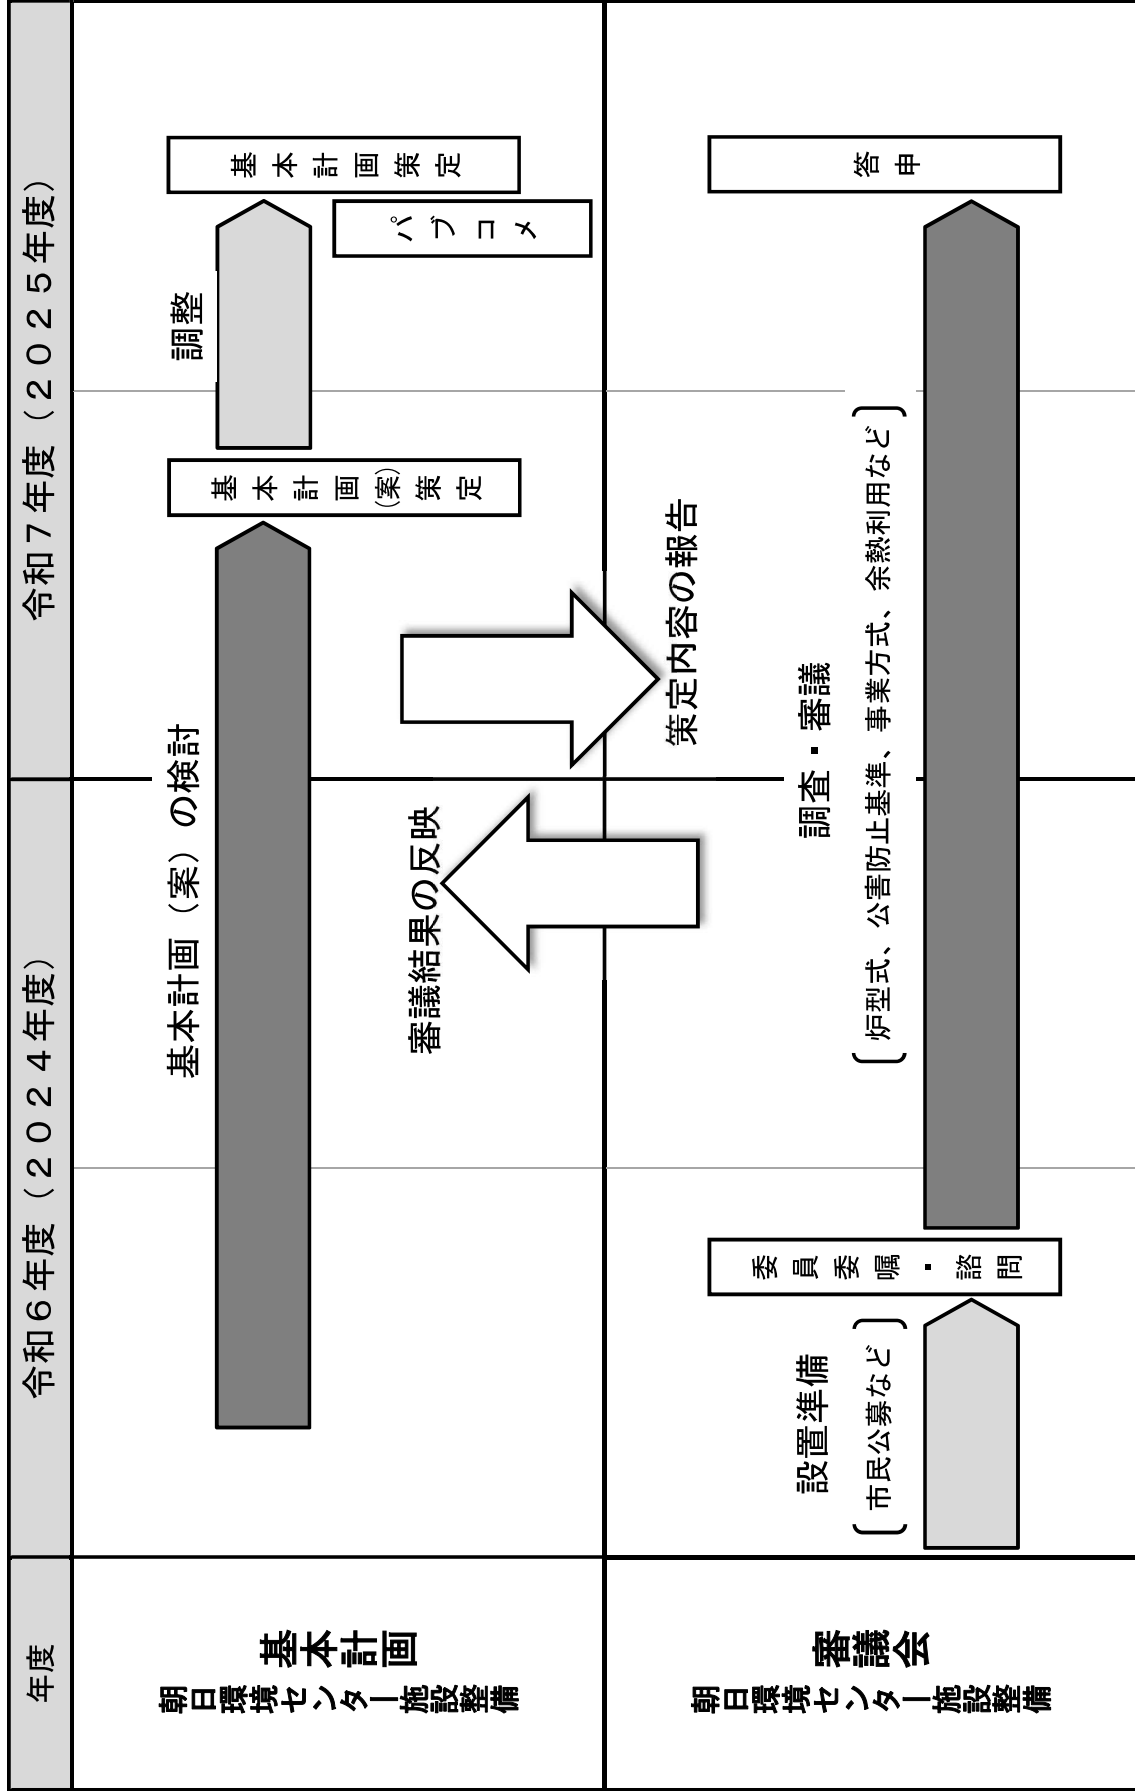 年度
令和６年度（２０２４年度）
令和７年度（２０２５年度）
朝日環境センター施設整備
基本計画
基本計画（案）の検討
基本計画（案）策定
調整
基本計画策定
パブコメ
審議結果の反映
策定内容の報告
朝日環境センター施設整備
審議会
設置準備
（市民公募など）
委員委嘱・諮問
調査・審議
（炉型式、公害防止基準、事業方式、余熱利用など）
答申